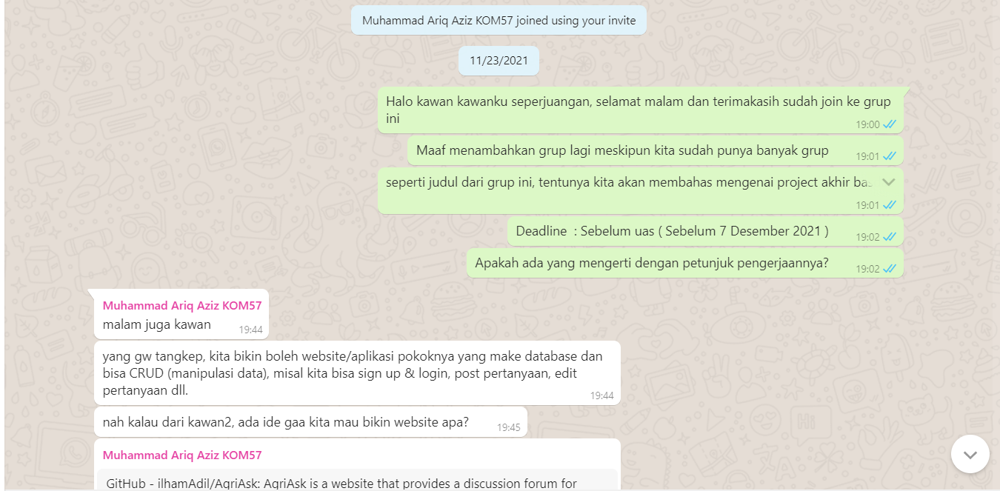 Muhammad Ariq Aziz KOM57 joined using your invite
11/23/2021
Halo kawan kawanku seperjuangan, selamat malam dan terimakasih sudah join ke grup
ini
19:00
Maaf menambahkan grup lagi meskipun kita sudah punya banyak grup
19:01
seperti judul dari grup ini, tentunya kita akan membahas mengenai project akhir
19:01
Deadline : Sebelum uas ( Sebelum 7 Desember 2021 )
19:02
Apakah ada yang mengerti dengan petunjuk pengerjaannya?
19:02
Muhammad Ariq Aziz KOM57
malam juga kawan
19:44
yang gw tangkep, kita bikin boleh website/aplikasi pokoknya yang make database dan
bisa CRUD (manipulasi data), misal kita bisa sign up & login, post pertanyaan, edit
pertanyaan dll.
19:44
nah kalau dari kawan2, ada ide gaa kita mau bikin website apa?
19:45
Muhammad Ariq Aziz KOM57
GitHub - ilhamAdil/AgriAsk: AgriAsk is a website that provides a discussion forum for